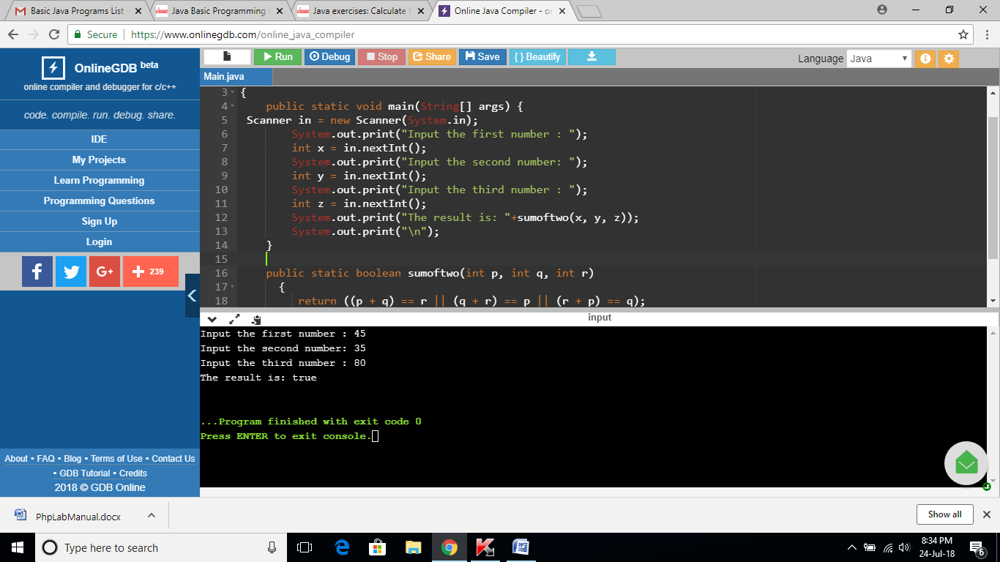 Basic Java Programs List -
Java Basic Programming
Java exercises: Calculate t
Online Java Compiler - or
Secure
https://www.onlinegdb.com/online_java_compiler
OnlineGDB beta
online compiler and debugger for c/c++
code. compile. run. debug. share.
IDE
My Projects
Learn Programming
Programming Questions
Sign Up
Login
f
G+
239
About • FAQ • Blog • Terms of Use • Contact Us
• GDB Tutorial • Credits
2018 © GDB Online
Run Debug Stop Share Save { } Beautify
Language Java
Main.java
3 {
4 public static void main(String[] args) {
5 Scanner in = new Scanner(System.in);
6 System.out.print("Input the first number : ");
7 int x = in.nextInt();
8 System.out.print("Input the second number: ");
9 int y = in.nextInt();
10 System.out.print("Input the third number : ");
11 int z = in.nextInt();
12 System.out.print("The result is: "+sumoftwo(x, y, z));
13 System.out.print("\n");
14 }
15
16 public static boolean sumoftwo(int p, int q, int r)
17 {
18 return ((p + q) == r || (q + r) == p || (r + p) == q);
input
Input the first number : 45
Input the second number: 35
Input the third number : 80
The result is: true
...Program finished with exit code 0
Press ENTER to exit console.
PhpLabManual.docx
Show all
Type here to search
8:34 PM
24-Jul-18
6